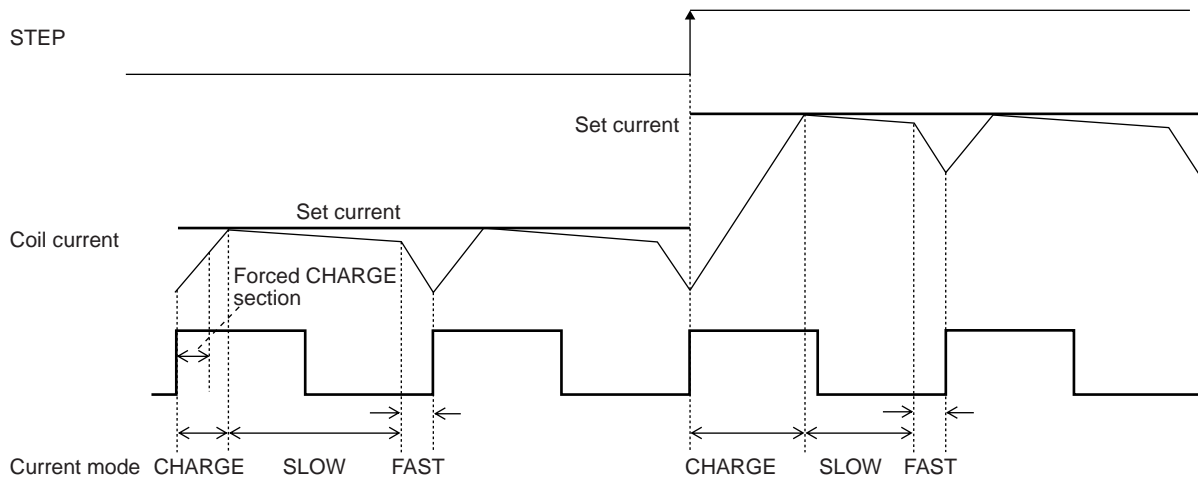 STEP
Set current
Set current
Coil current
Forced CHARGE
section
Current mode CHARGE SLOW FAST CHARGE SLOW FAST